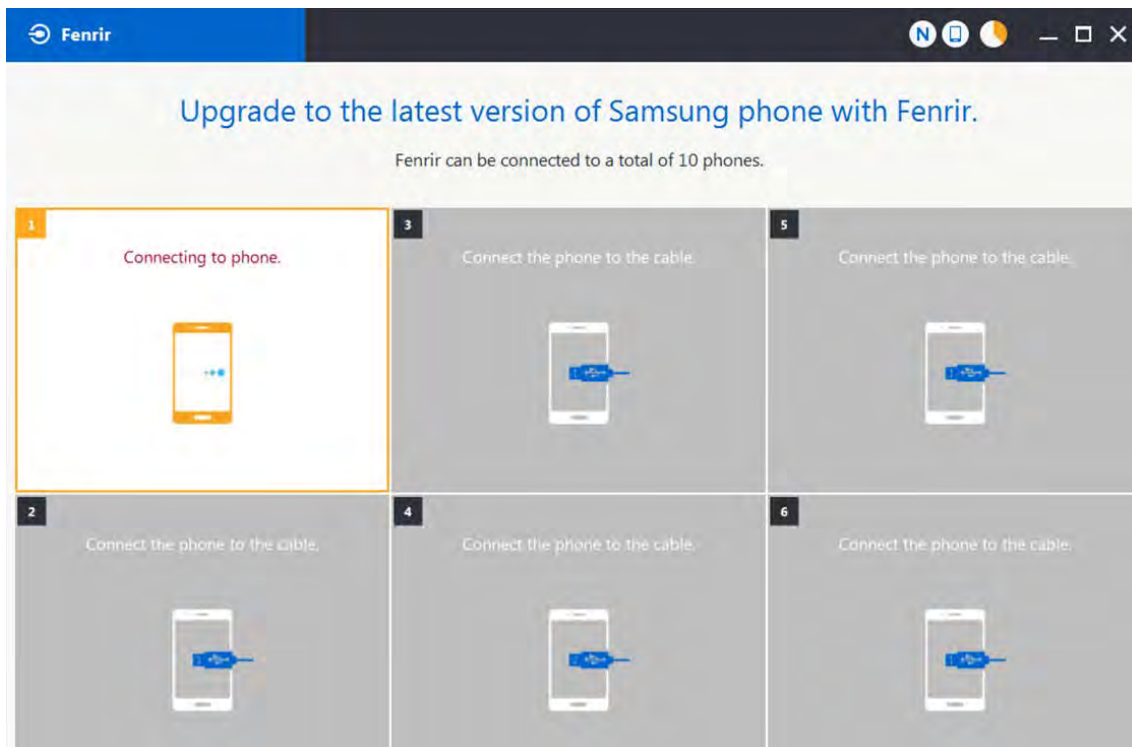 Fenrir
N
Upgrade to the latest version of Samsung phone with Fenrir.
Fenrir can be connected to a total of 10 phones.
1
Connecting to phone.
3
Connect the phone to the cable.
5
Connect the phone to the cable.
2
Connect the phone to the cable.
4
Connect the phone to the cable.
6
Connect the phone to the cable.